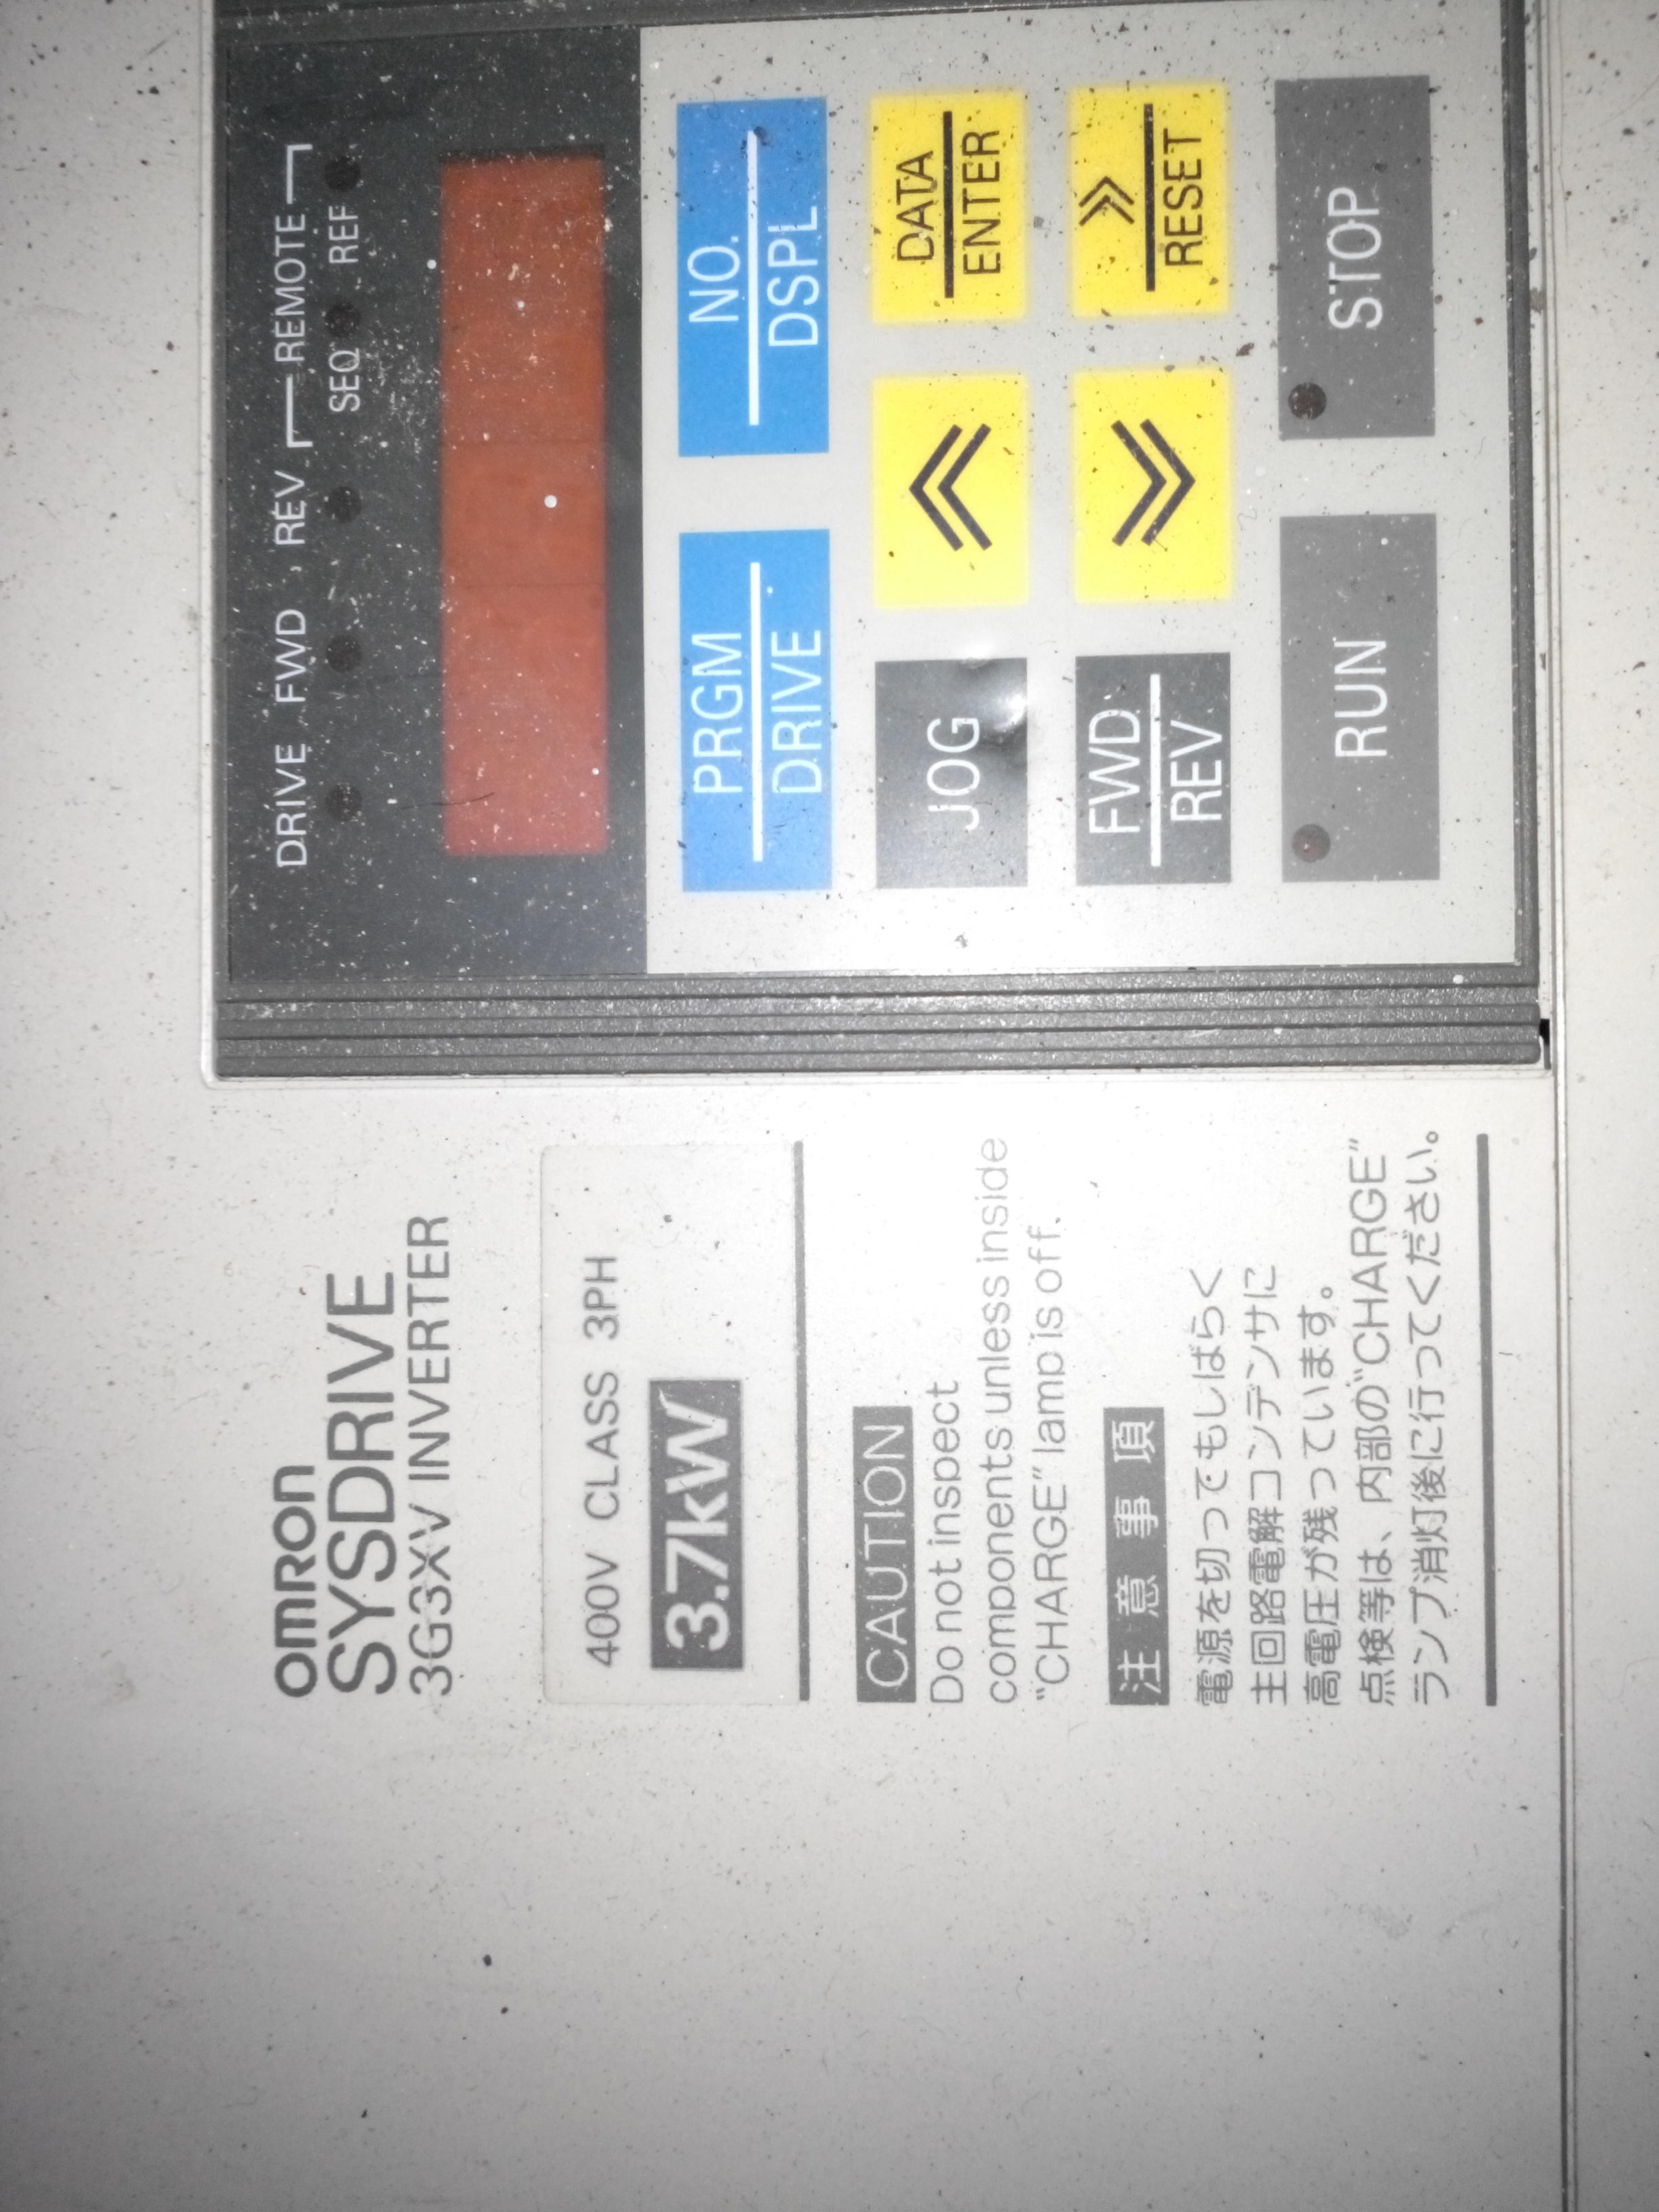 DRIVE FWD REV REMOTE
SEQ REF
PRGM
DRIVE
NO.
DSPL
JOG
DATA
ENTER
FWD
REV
RESET
RUN
STOP
OMRON
SYSDRIVE
3G3XV INVERTER
400V CLASS 3PH
3.7kW
CAUTION
Do not inspect
components unless inside
"CHARGE" lamp is off.
注意事項
電源を切ってもしばらく
主回路電解コンデンサに
高電圧が残っています。
点検等は、内部の"CHARGE"
ランプ消灯後に行ってください。